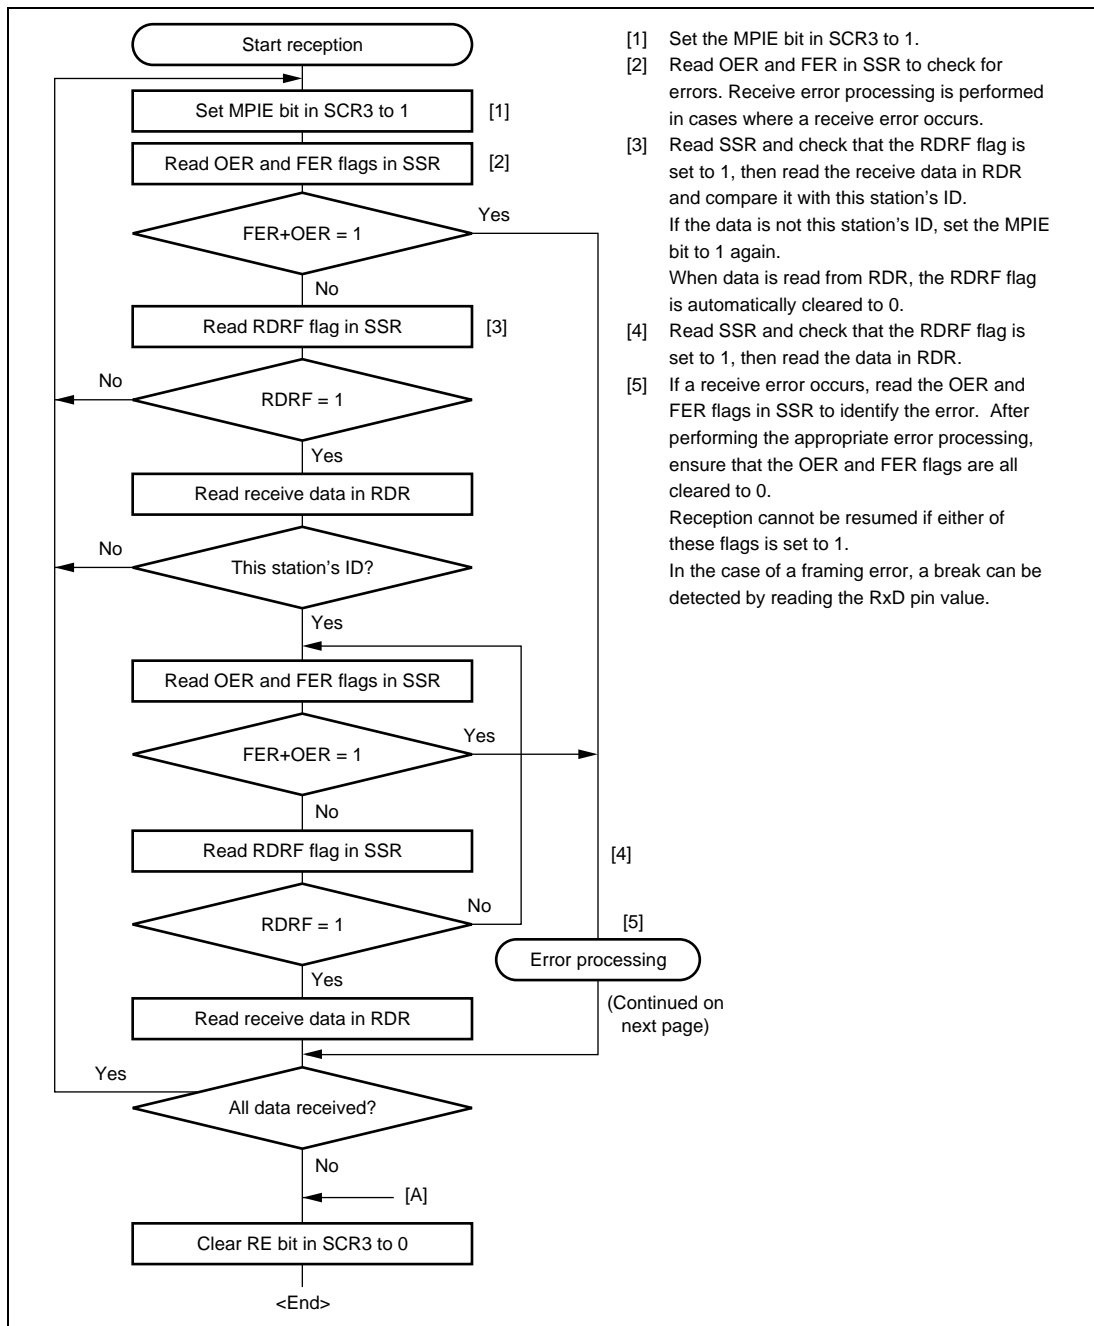 Start reception
Set MPIE bit in SCR3 to 1
[1]
Read OER and FER flags in SSR
[2]
Yes
FER+OER = 1
No
Read RDRF flag in SSR
[3]
No
RDRF = 1
Yes
Read receive data in RDR
No
This station's ID?
Yes
Read OER and FER flags in SSR
Yes
FER+OER = 1
No
Read RDRF flag in SSR
[4]
No
RDRF = 1
[5]
Error processing
Yes
(Continued on
next page)
Read receive data in RDR
Yes
All data received?
No
[A]
Clear RE bit in SCR3 to 0
<End>
[1] Set the MPIE bit in SCR3 to 1.
[2] Read OER and FER in SSR to check for
errors. Receive error processing is performed
in cases where a receive error occurs.
[3] Read SSR and check that the RDRF flag is
set to 1, then read the receive data in RDR
and compare it with this station's ID.
If the data is not this station's ID, set the MPIE
bit to 1 again.
When data is read from RDR, the RDRF flag
is automatically cleared to 0.
[4] Read SSR and check that the RDRF flag is
set to 1, then read the data in RDR.
[5] If a receive error occurs, read the OER and
FER flags in SSR to identify the error. After
performing the appropriate error processing,
ensure that the OER and FER flags are all
cleared to 0.
Reception cannot be resumed if either of
these flags is set to 1.
In the case of a framing error, a break can be
detected by reading the RxD pin value.